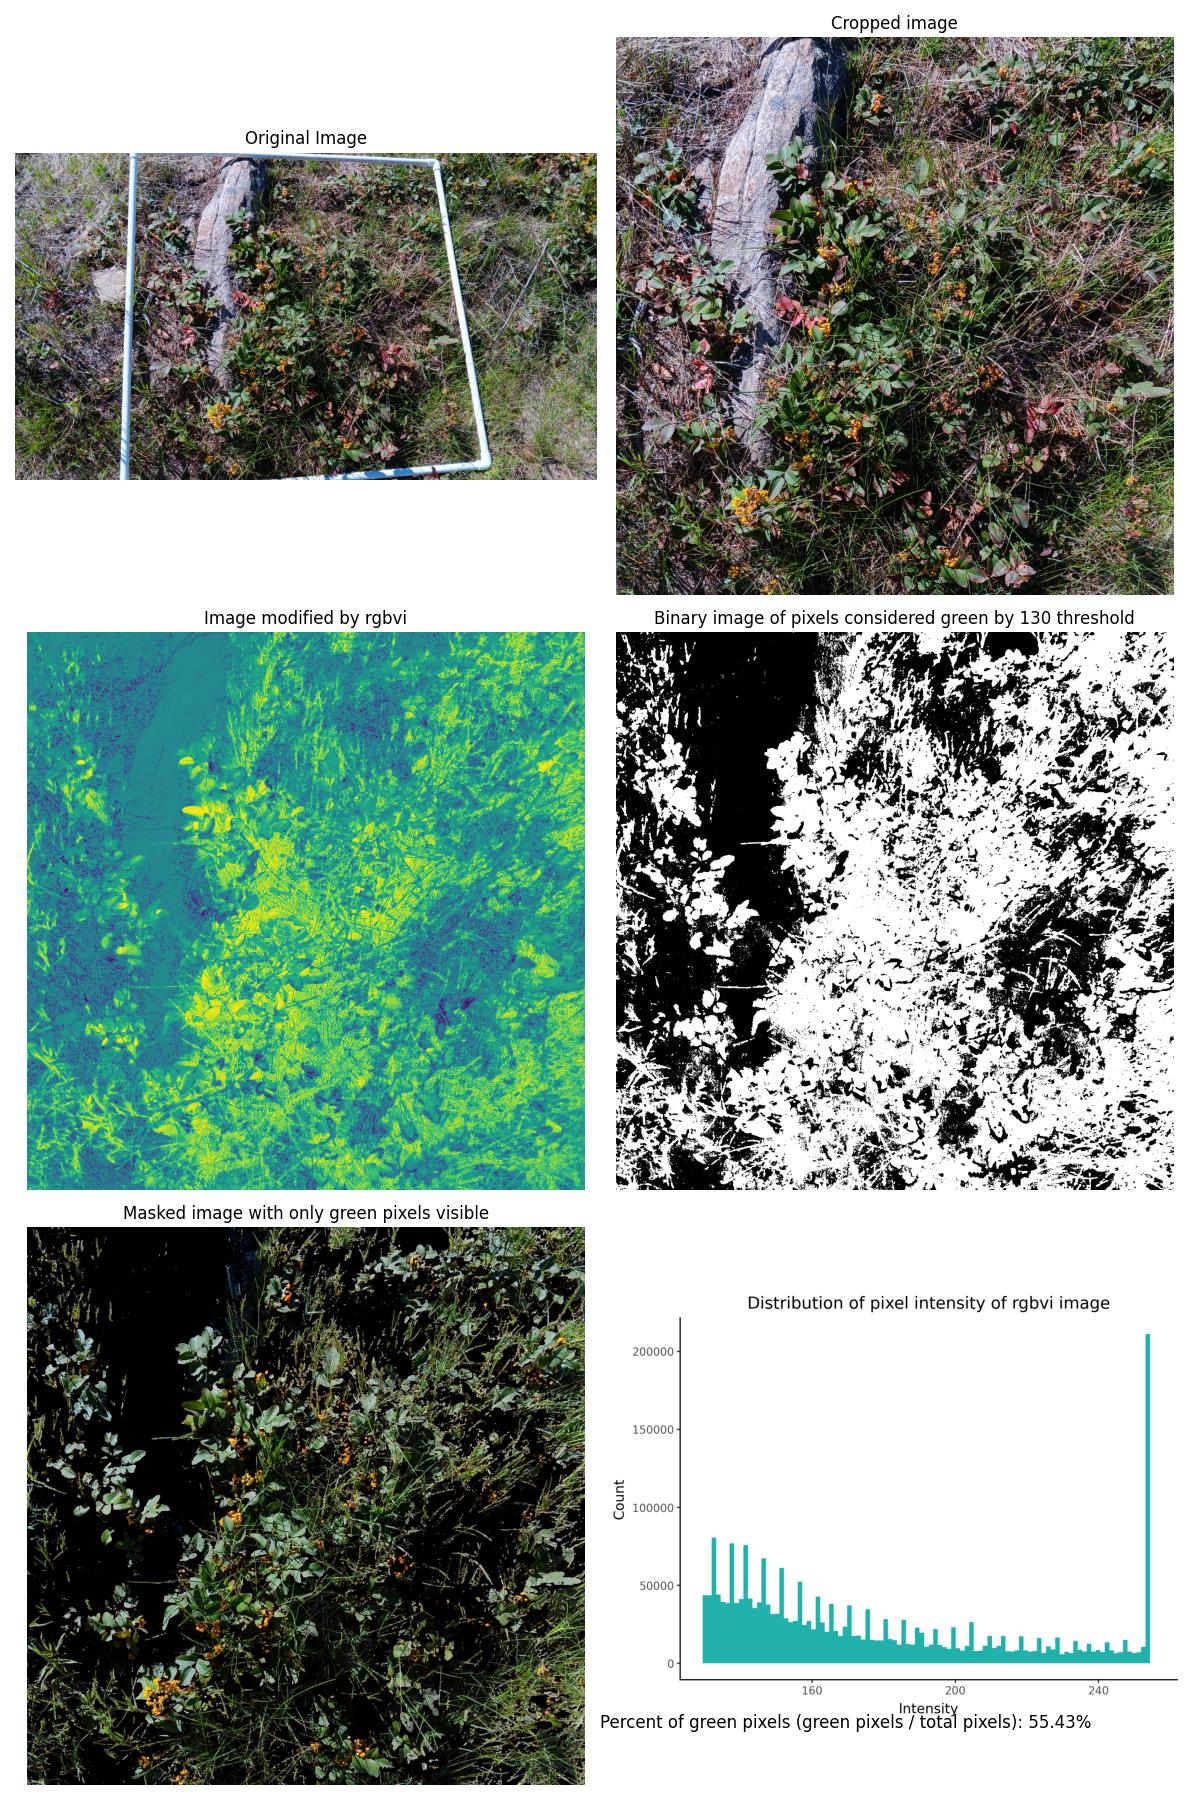 Cropped image
Original Image
Image modified by rgbvi
Binary image of pixels considered green by 130 threshold
Masked image with only green pixels visible
Distribution of pixel intensity of rgbvi image
200000
150000
100000
50000
0
Count
160 200 240
Intensity
Percent of green pixels (green pixels / total pixels): 55.43%